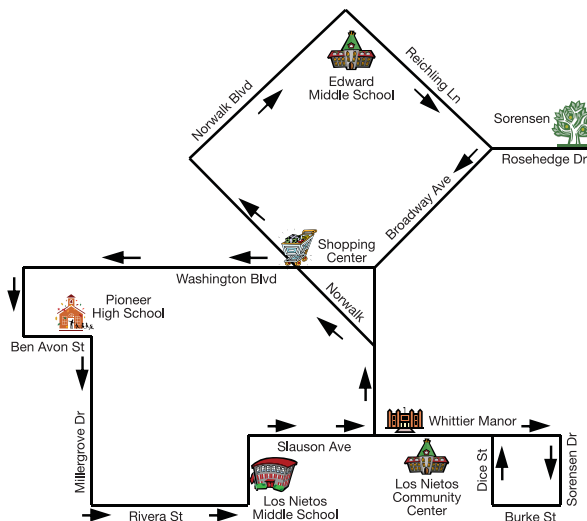 Edward
Middle School
Norwalk Blvd
Reichling Ln
Sorensen
Rosehedge Dr
Broadway Ave
Shopping
Center
Washington Blvd
Norwalk
Pioneer
High School
Ben Avon St
Millergrove Dr
Whittier Manor
Slauson Ave
Los Nietos
Middle School
Los Nietos
Community
Center
Dice St
Sorensen Dr
Rivera St
Burke St